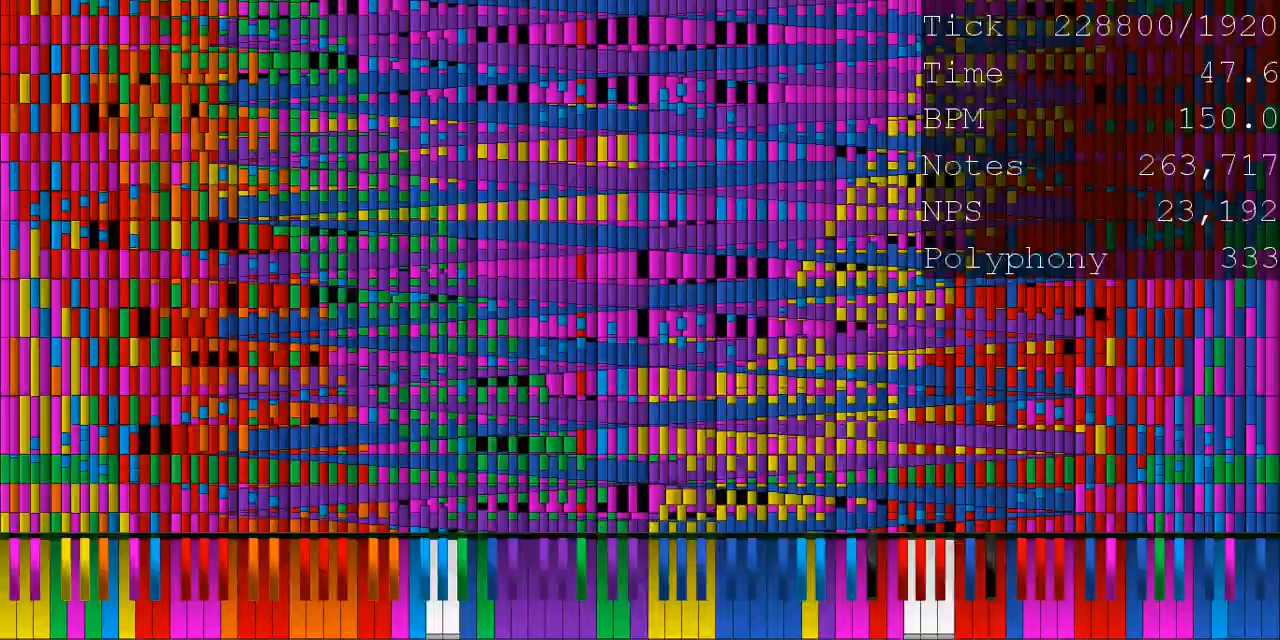 Tick 228800/1920
Time 47.6
BPM 150.0
Notes 263,717
NPS 23,192
Polyphony 333